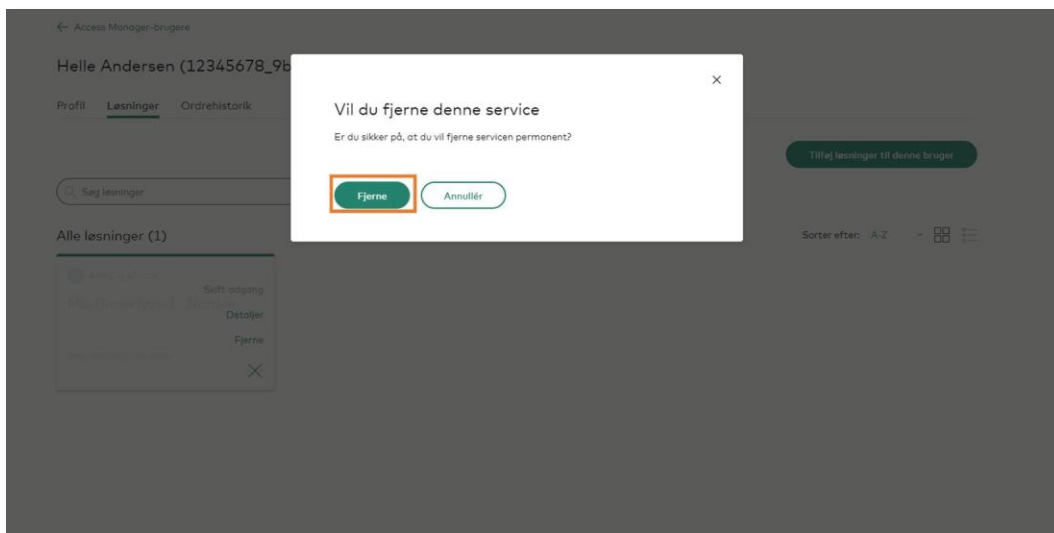 ← Access Manager-brugere
Helle Andersen (12345678_9b
Profil Løsninger Ordrehistorik
Vil du fjerne denne service
Er du sikker på, at du vil fjerne servicen permanent?
Fjerne Annullér
Tilføj løsninger til denne bruger
Søg løsninger
Alle løsninger (1)
Sorter efter: A-Z
Skift adgang
Detaljer
Fjerne